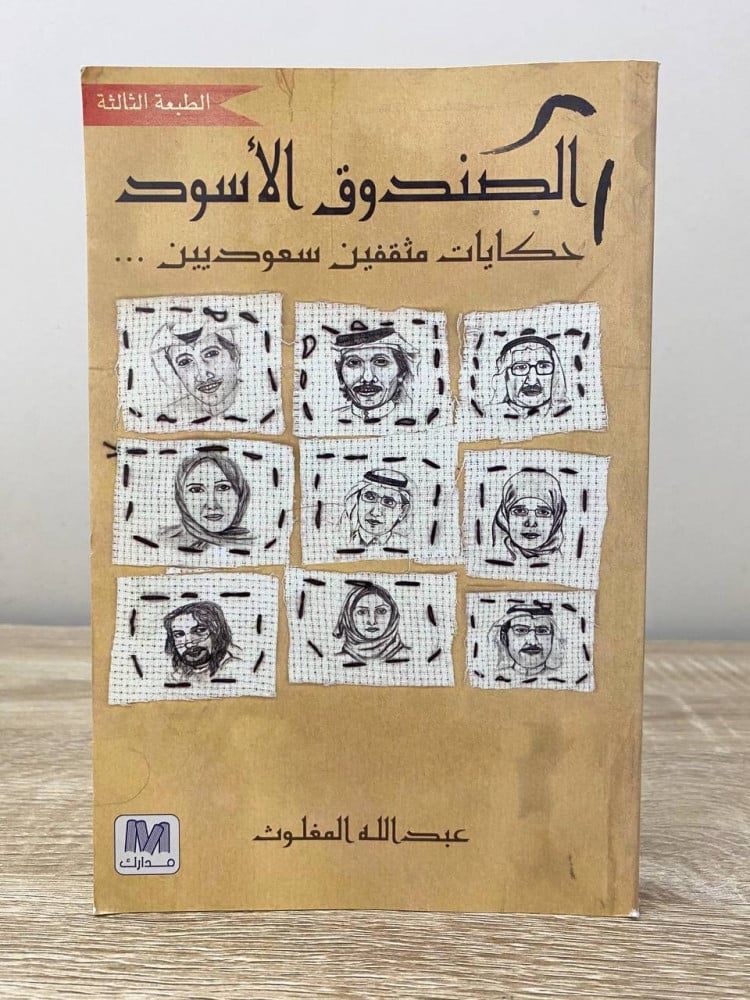 الطبعة الثالثة
الصندوق الأسود
حكايات مثقفين سعوديين ...
عبدالله المغلوث
مدارك